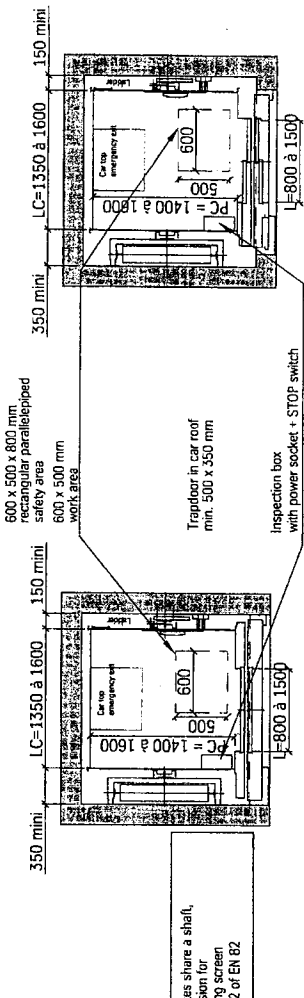 350 mini
LC=1350 à 1600
150 mini
Ladder
Car top
emergency exit
PC = 1400 à 1600
600
500
L=800 à 1500
600 x 500 x 800 mm
rectangular parallelepiped
safety area
600 x 500 mm
work area
Trapdoor in car roof
min. 500 x 350 mm
Inspection box
with power socket + STOP switch
350 mini
LC=1350 à 1600
150 mini
Ladder
Car top
emergency exit
PC = 1400 à 1600
600
500
L=800 à 1500
es share a shaft,
sion for
ng screen
2 of EN 82